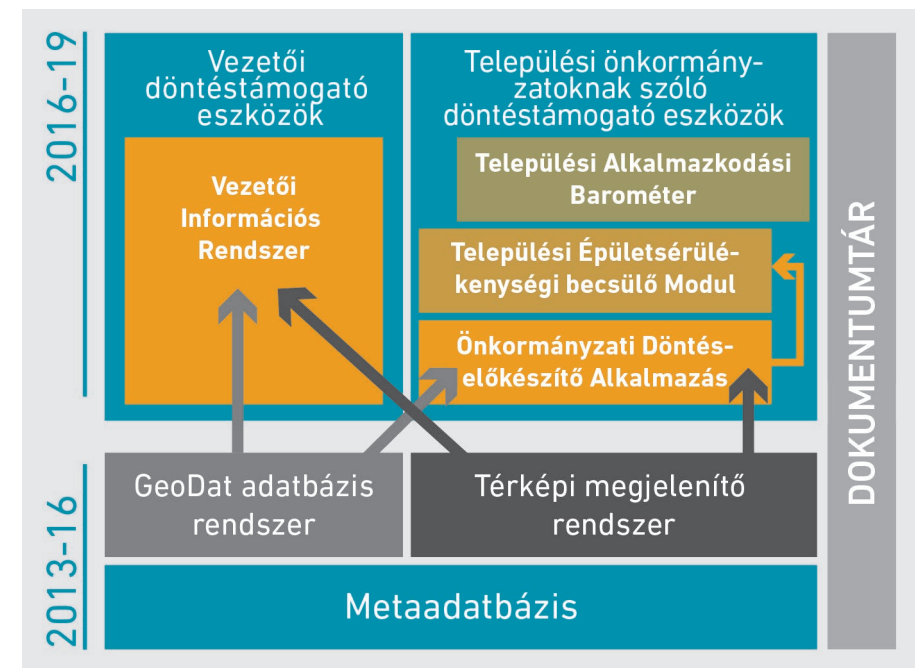 2016-19
Vezetői
döntéstámogató
eszközök
Vezetői
Információs
Rendszer
Települési önkormány-
zatoknak szóló
döntéstámogató eszközök
Települési Alkalmazkodási
Barométer
Települési Épületsérülé-
kenységi becsülő Modul
Önkormányzati Döntés-
előkészítő Alkalmazás
2013-16
GeoDat adatbázis
rendszer
Térképi megjelenítő
rendszer
Metaadatbázis
DOKUMENTUMTÁR